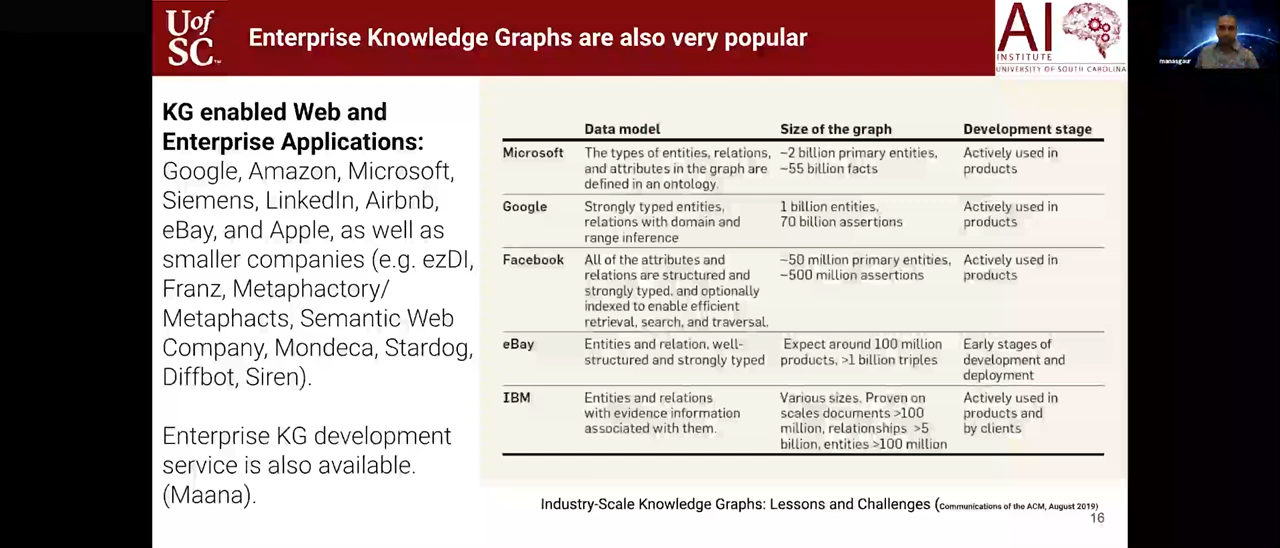 UofSC
Enterprise Knowledge Graphs are also very popular
AI
INSTITUTE
UNIVERSITY OF SOUTH CAROLINA
manasgaur
KG enabled Web and
Enterprise Applications:
Google, Amazon, Microsoft,
Siemens, LinkedIn, Airbnb,
eBay, and Apple, as well as
smaller companies (e.g. ezDI,
Franz, Metaphactory/
Metaphacts, Semantic Web
Company, Mondeca, Stardog,
Diffbot, Siren).
Enterprise KG development
service is also available.
(Maana).
Data model Size of the graph Development stage
Microsoft The types of entities, relations, ~2 billion primary entities, Actively used in
and attributes in the graph are ~55 billion facts products
defined in an ontology.
Google Strongly typed entities, 1 billion entities, Actively used in
relations with domain and 70 billion assertions products
range inference
Facebook All of the attributes and ~50 million primary entities, Actively used in
relations are structured and ~500 million assertions products
strongly typed, and optionally
indexed to enable efficient
retrieval, search, and traversal.
eBay Entities and relation, well- Expect around 100 million Early stages of
structured and strongly typed products, >1 billion triples development and
deployment
IBM Entities and relations Various sizes. Proven on Actively used in
with evidence information scales documents >100 products and
associated with them. million, relationships >5 by clients
billion, entities >100 million
Industry-Scale Knowledge Graphs: Lessons and Challenges (Communications of the ACM, August 2019)
16